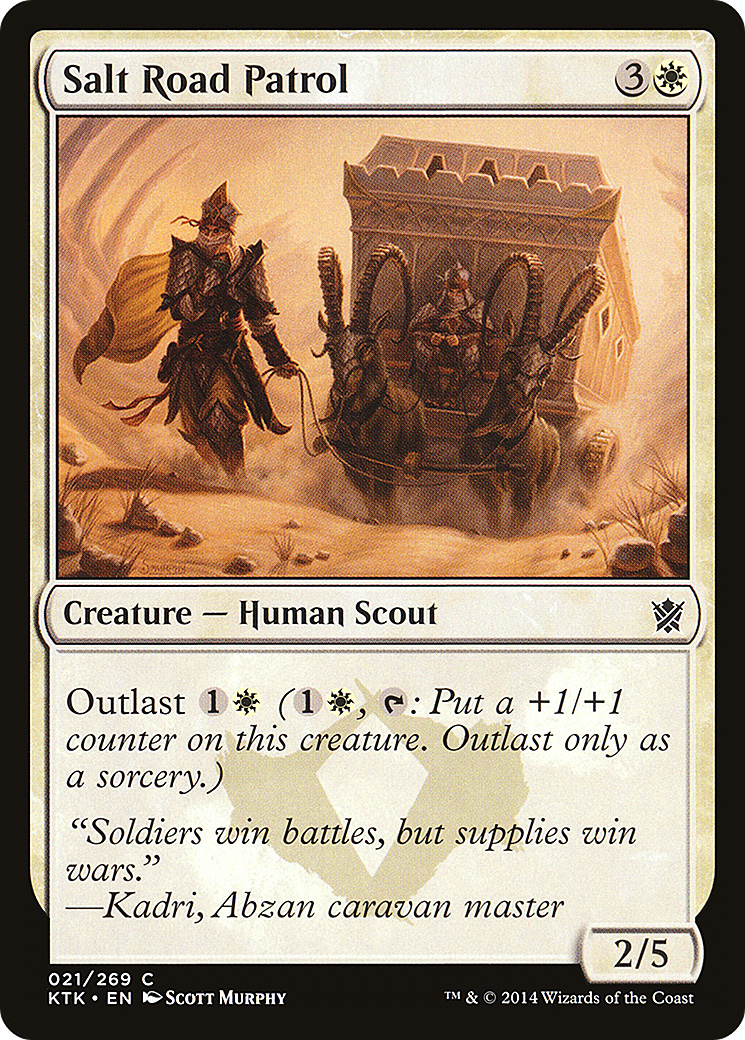 Salt Road Patrol 3
Creature — Human Scout
Outlast 1 (1, : Put a +1/+1
counter on this creature. Outlast only as
a sorcery.)
“Soldiers win battles, but supplies win
wars.”
—Kadri, Abzan caravan master
2/5
021/269 C
KTK • EN Scott Murphy
™ & © 2014 Wizards of the Coast